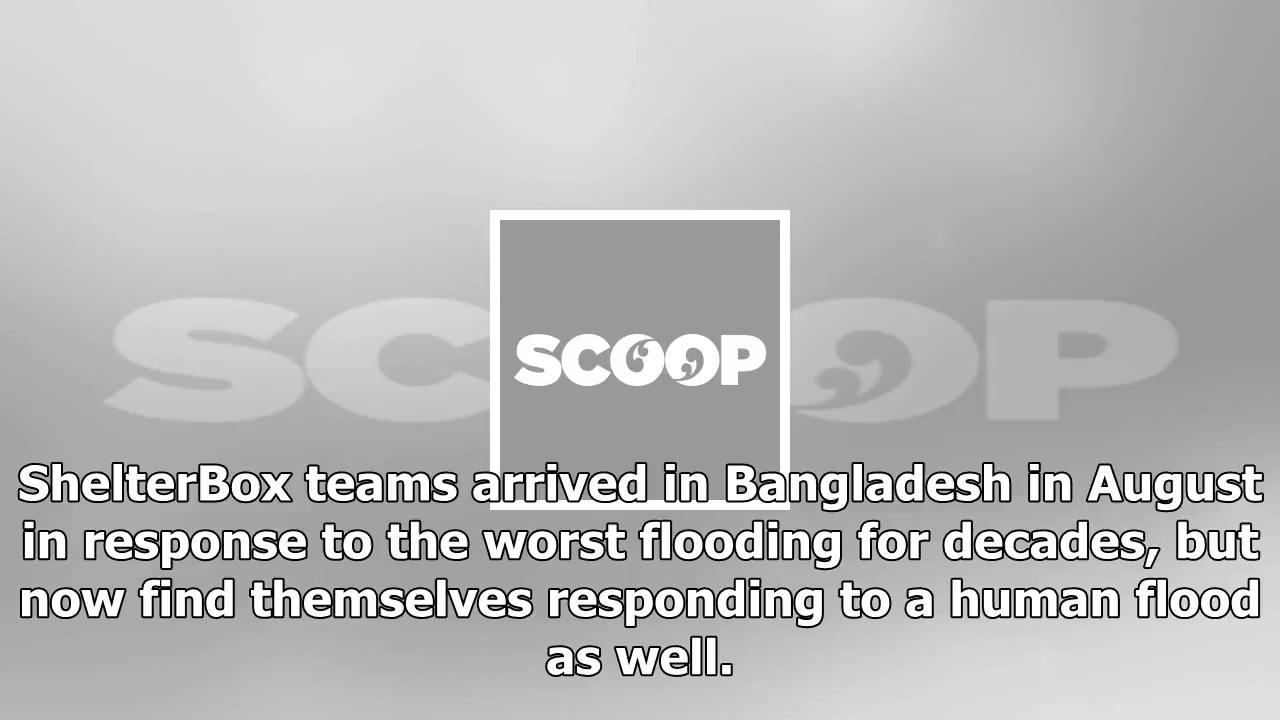 SCOOP
SCOOP
ShelterBox teams arrived in Bangladesh in August
in response to the worst flooding for decades, but
now find themselves responding to a human flood
as well.